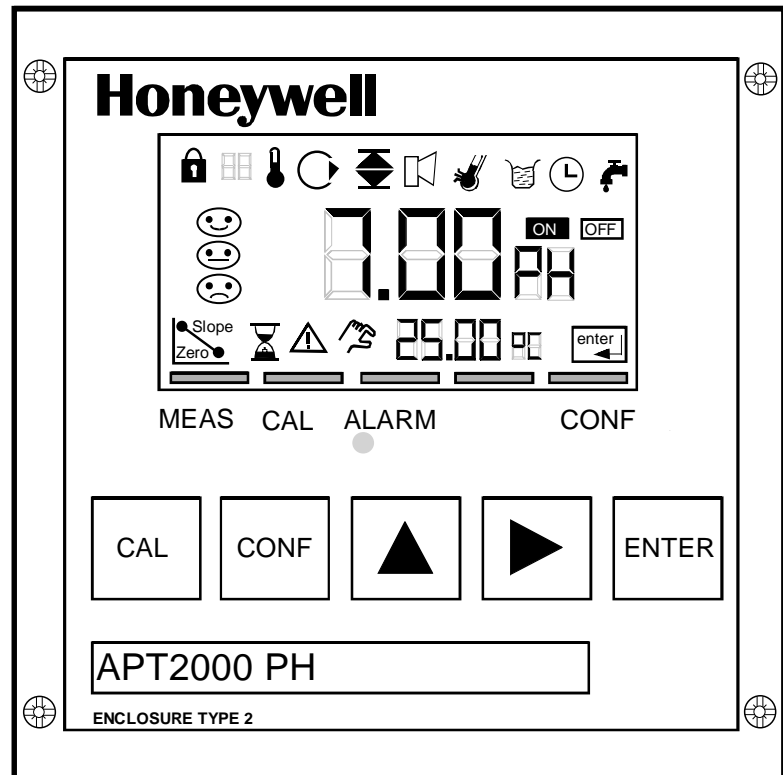 Honeywell
ON OFF
7.00 PH
Slope
Zero
25.00 °C
enter
MEAS CAL ALARM CONF
CAL CONF ENTER
APT2000 PH
ENCLOSURE TYPE 2